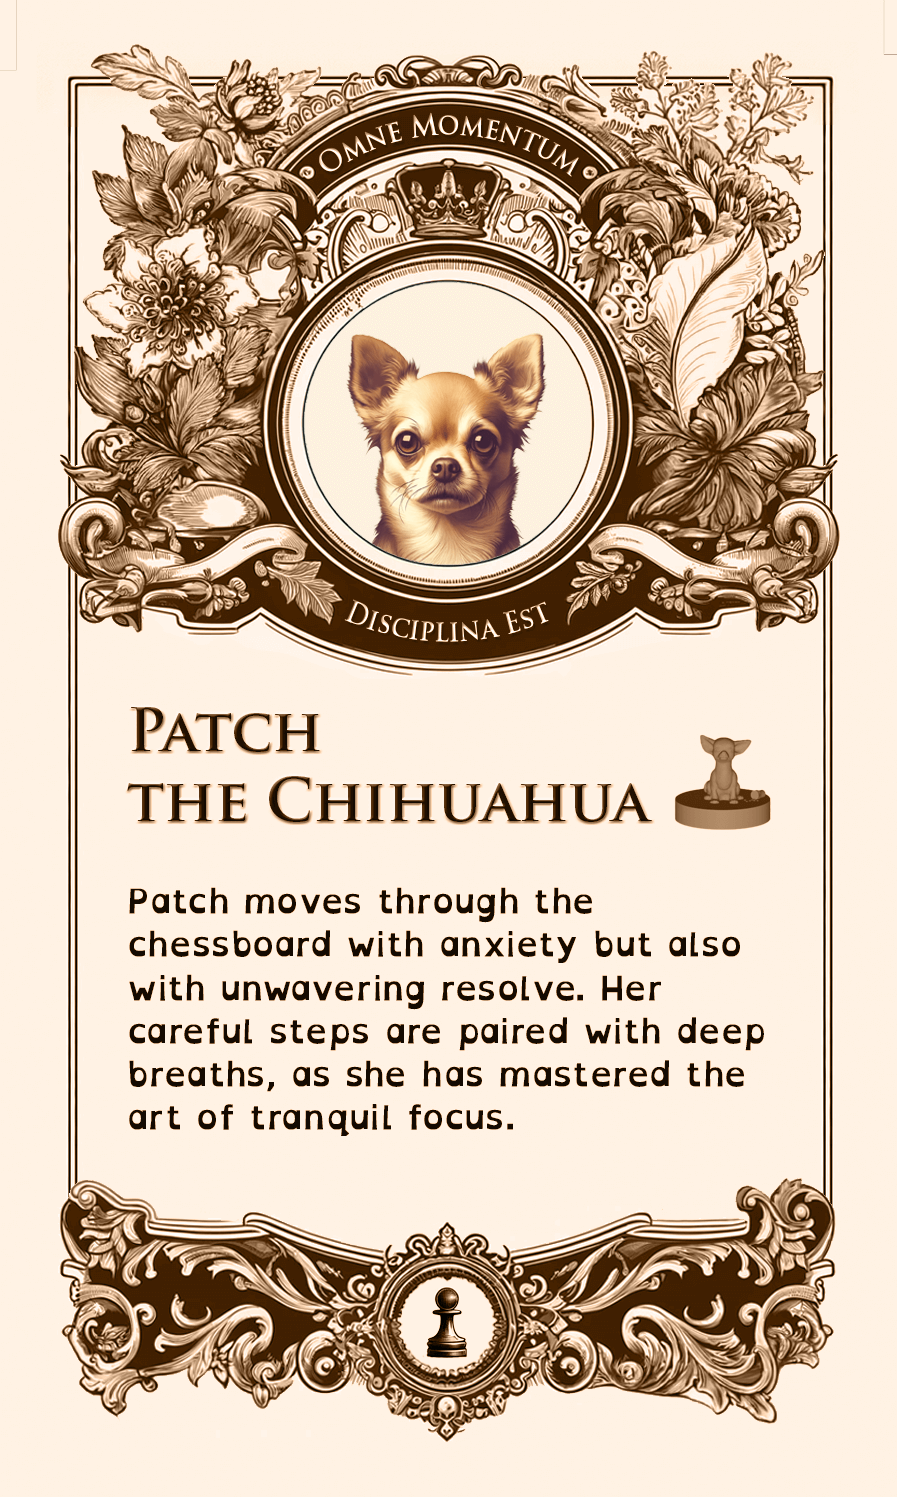 Omne Momentum
Disciplina Est
Patch
the Chihuahua
Patch moves through the
chessboard with anxiety but also
with unwavering resolve. Her
careful steps are paired with deep
breaths, as she has mastered the
art of tranquil focus.